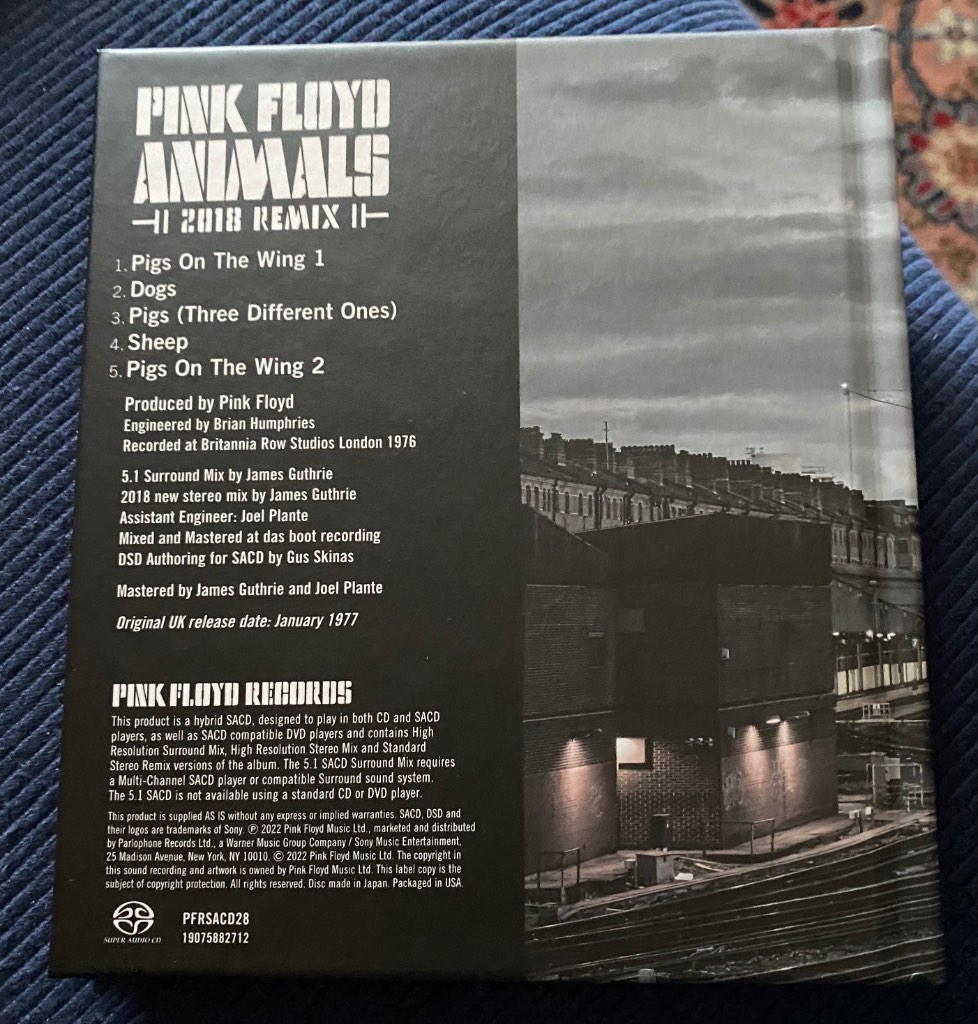 PINK FLOYD
ANIMALS
2018 REMIX
1. Pigs On The Wing 1
2. Dogs
3. Pigs (Three Different Ones)
4. Sheep
5. Pigs On The Wing 2
Produced by Pink Floyd
Engineered by Brian Humphries
Recorded at Britannia Row Studios London 1976
5.1 Surround Mix by James Guthrie
2018 new stereo mix by James Guthrie
Assistant Engineer: Joel Plante
Mixed and Mastered at das boot recording
DSD Authoring for SACD by Gus Skinas
Mastered by James Guthrie and Joel Plante
Original UK release date: January 1977
PINK FLOYD RECORDS
This product is a hybrid SACD, designed to play in both CD and SACD
players, as well as SACD compatible DVD players and contains High
Resolution Surround Mix, High Resolution Stereo Mix and Standard
Stereo Remix versions of the album. The 5.1 SACD Surround Mix requires
a Multi-Channel SACD player or compatible Surround sound system.
The 5.1 SACD is not available using a standard CD or DVD player.
This product is supplied AS IS without any express or implied warranties. SACD, DSD and
their logos are trademarks of Sony. ℗ 2022 Pink Floyd Music Ltd., marketed and distributed
by Parlophone Records Ltd., a Warner Music Group Company / Sony Music Entertainment,
25 Madison Avenue, New York, NY 10010. © 2022 Pink Floyd Music Ltd. The copyright in
this sound recording and artwork is owned by Pink Floyd Music Ltd. This label copy is the
subject of copyright protection. All rights reserved. Disc made in Japan. Packaged in USA.
SUPER AUDIO CD
PFRSACD28
19075882712